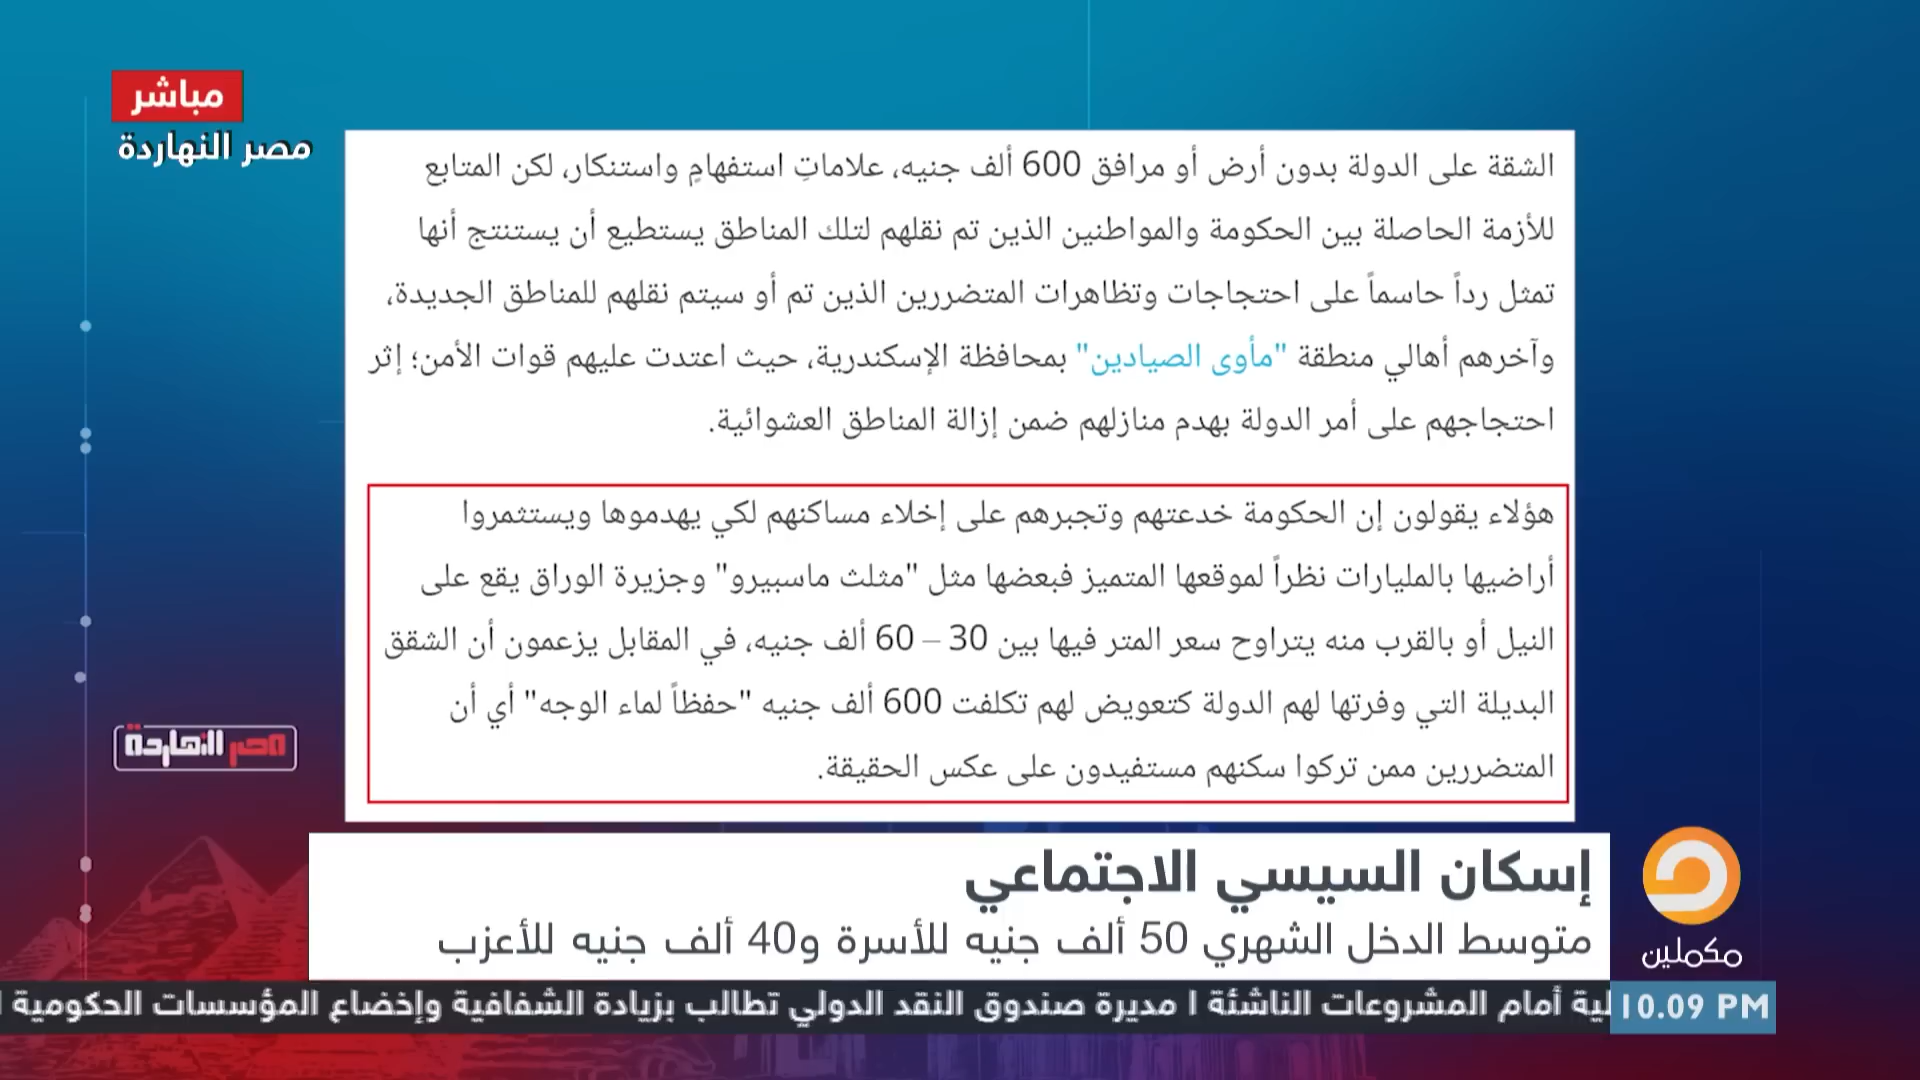 مباشر
مصر النهاردة
الشقة على الدولة بدون أرض أو مرافق 600 ألف جنيه، علاماتِ استفهامٍ واستنكار، لكن المتابع
للأزمة الحاصلة بين الحكومة والمواطنين الذين تم نقلهم لتلك المناطق يستطيع أن يستنتج أنها
تمثل رداً حاسماً على احتجاجات وتظاهرات المتضررين الذين تم أو سيتم نقلهم للمناطق الجديدة،
وآخرهم أهالي منطقة "مأوى الصيادين" بمحافظة الإسكندرية، حيث اعتدت عليهم قوات الأمن؛ إثر
احتجاجهم على أمر الدولة بهدم منازلهم ضمن إزالة المناطق العشوائية.
هؤلاء يقولون إن الحكومة خدعتهم وتجبرهم على إخلاء مساكنهم لكي يهدموها ويستثمروا
أراضيها بالمليارات نظراً لموقعها المتميز فبعضها مثل "مثلث ماسبيرو" وجزيرة الوراق يقع على
النيل أو بالقرب منه يتراوح سعر المتر فيها بين 30 – 60 ألف جنيه، في المقابل يزعمون أن الشقق
البديلة التي وفرتها لهم الدولة كتعويض لهم تكلفت 600 ألف جنيه "حفظاً لماء الوجه" أي أن
المتضررين ممن تركوا سكنهم مستفيدون على عكس الحقيقة.
مصر النهاردة
إسكان السيسي الاجتماعي
متوسط الدخل الشهري 50 ألف جنيه للأسرة و40 ألف جنيه للأعزب
مكملين
لية أمام المشروعات الناشئة | مديرة صندوق النقد الدولي تطالب بزيادة الشفافية وإخضاع المؤسسات الحكومية
10.09 PM